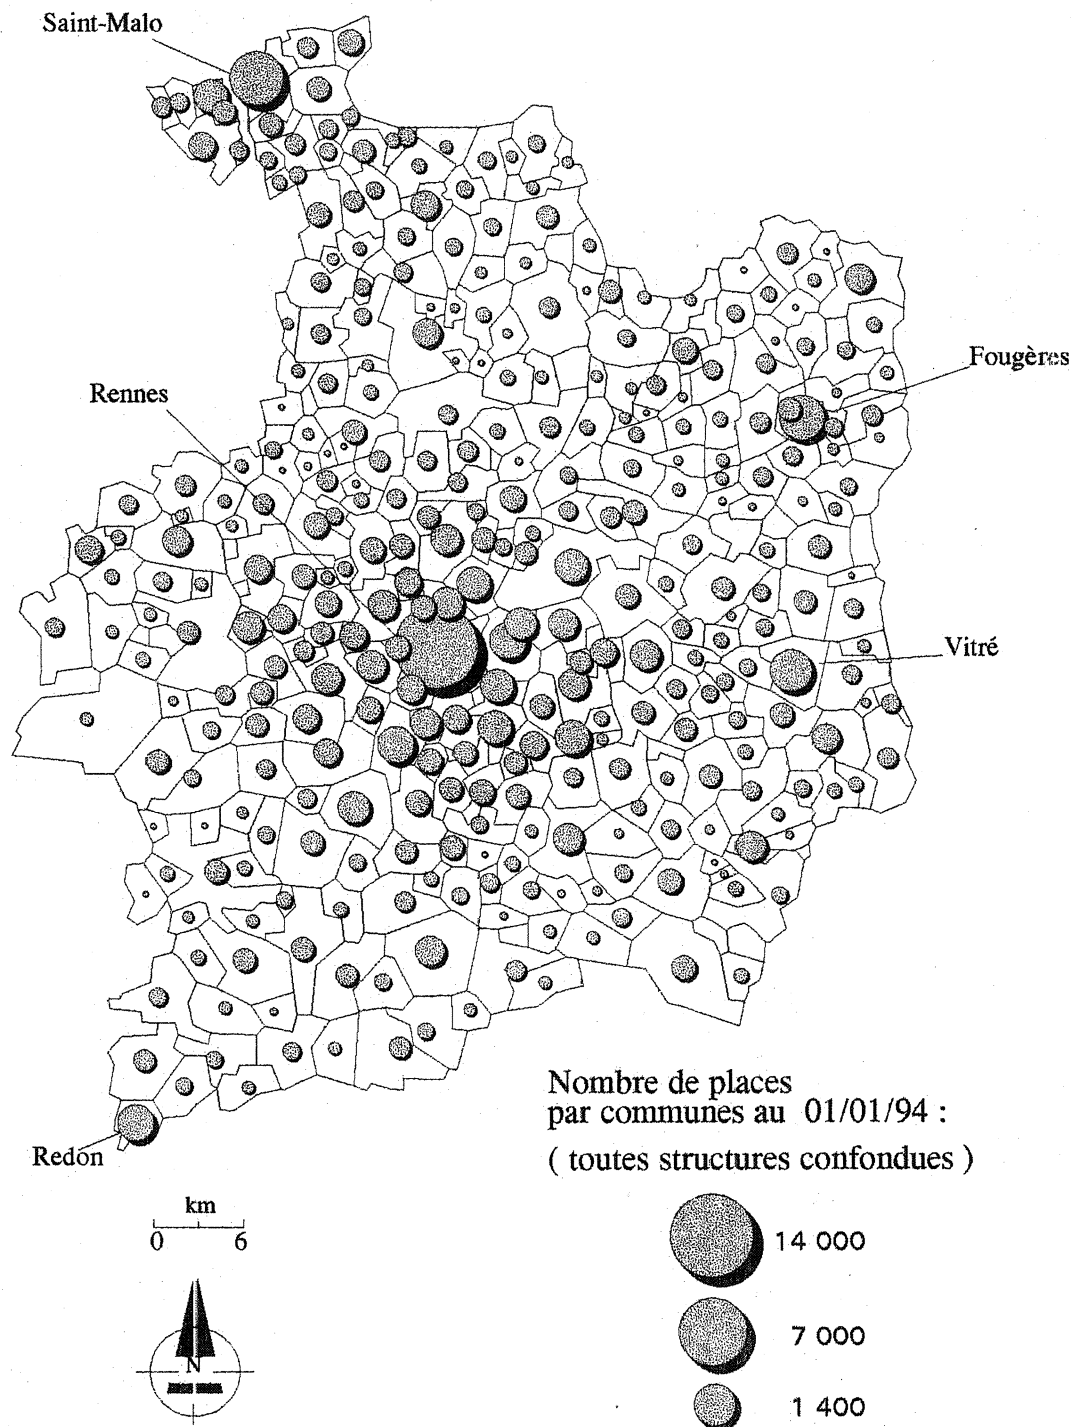 Saint-Malo
Fougères
Rennes
Vitré
Redon
Nombre de places
par communes au 01/01/94 :
( toutes structures confondues )
km
0 6
N
14 000
7 000
1 400